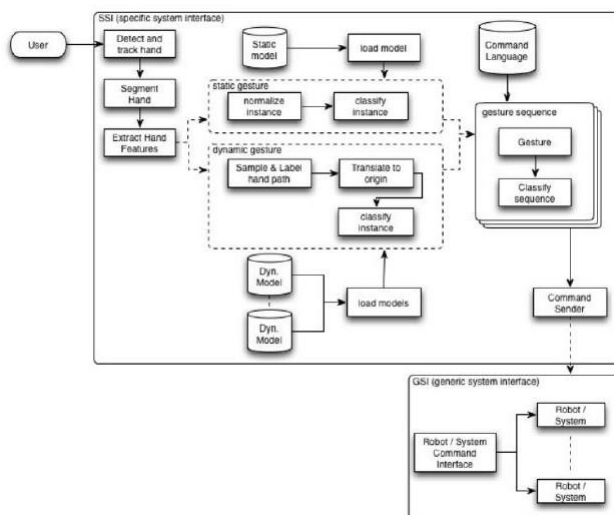 SSI (specific system interface)
User
Detect and
track hand
Segment
Hand
Extract Hand
Features
Static
model
load model
static gesture
normalize
instance
classify
instance
dynamic gesture
Sample & Label
hand path
Translate to
origin
classify
instance
Dyn.
Model
Dyn.
Model
load models
Command
Language
gesture sequence
Gesture
Classify
sequence
Command
Sender
GSI (generic system interface)
Robot / System
Command
Interface
Robot /
System
Robot /
System